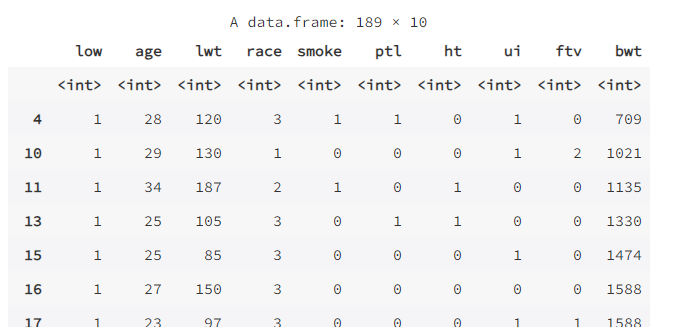 A data.frame: 189 × 10
low age lwt race smoke ptl ht ui ftv bwt
<int> <int> <int> <int> <int> <int> <int> <int> <int> <int>
4 1 28 120 3 1 1 0 1 0 709
10 1 29 130 1 0 0 0 1 2 1021
11 1 34 187 2 1 0 1 0 0 1135
13 1 25 105 3 0 1 1 0 0 1330
15 1 25 85 3 0 0 0 1 0 1474
16 1 27 150 3 0 0 0 0 0 1588
17 1 23 97 3 0 0 0 1 1 1588